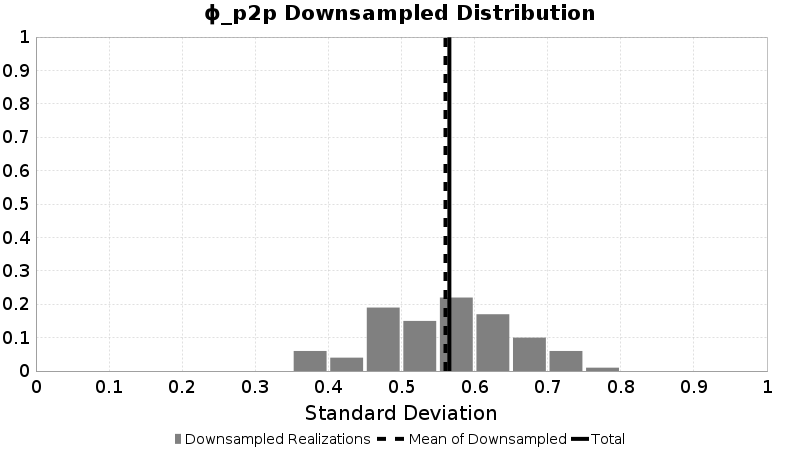 ϕ_p2p Downsampled Distribution
1
0.9
0.8
0.7
0.6
0.5
0.4
0.3
0.2
0.1
0
0 0.1 0.2 0.3 0.4 0.5 0.6 0.7 0.8 0.9 1
Standard Deviation
Downsampled Realizations Mean of Downsampled Total